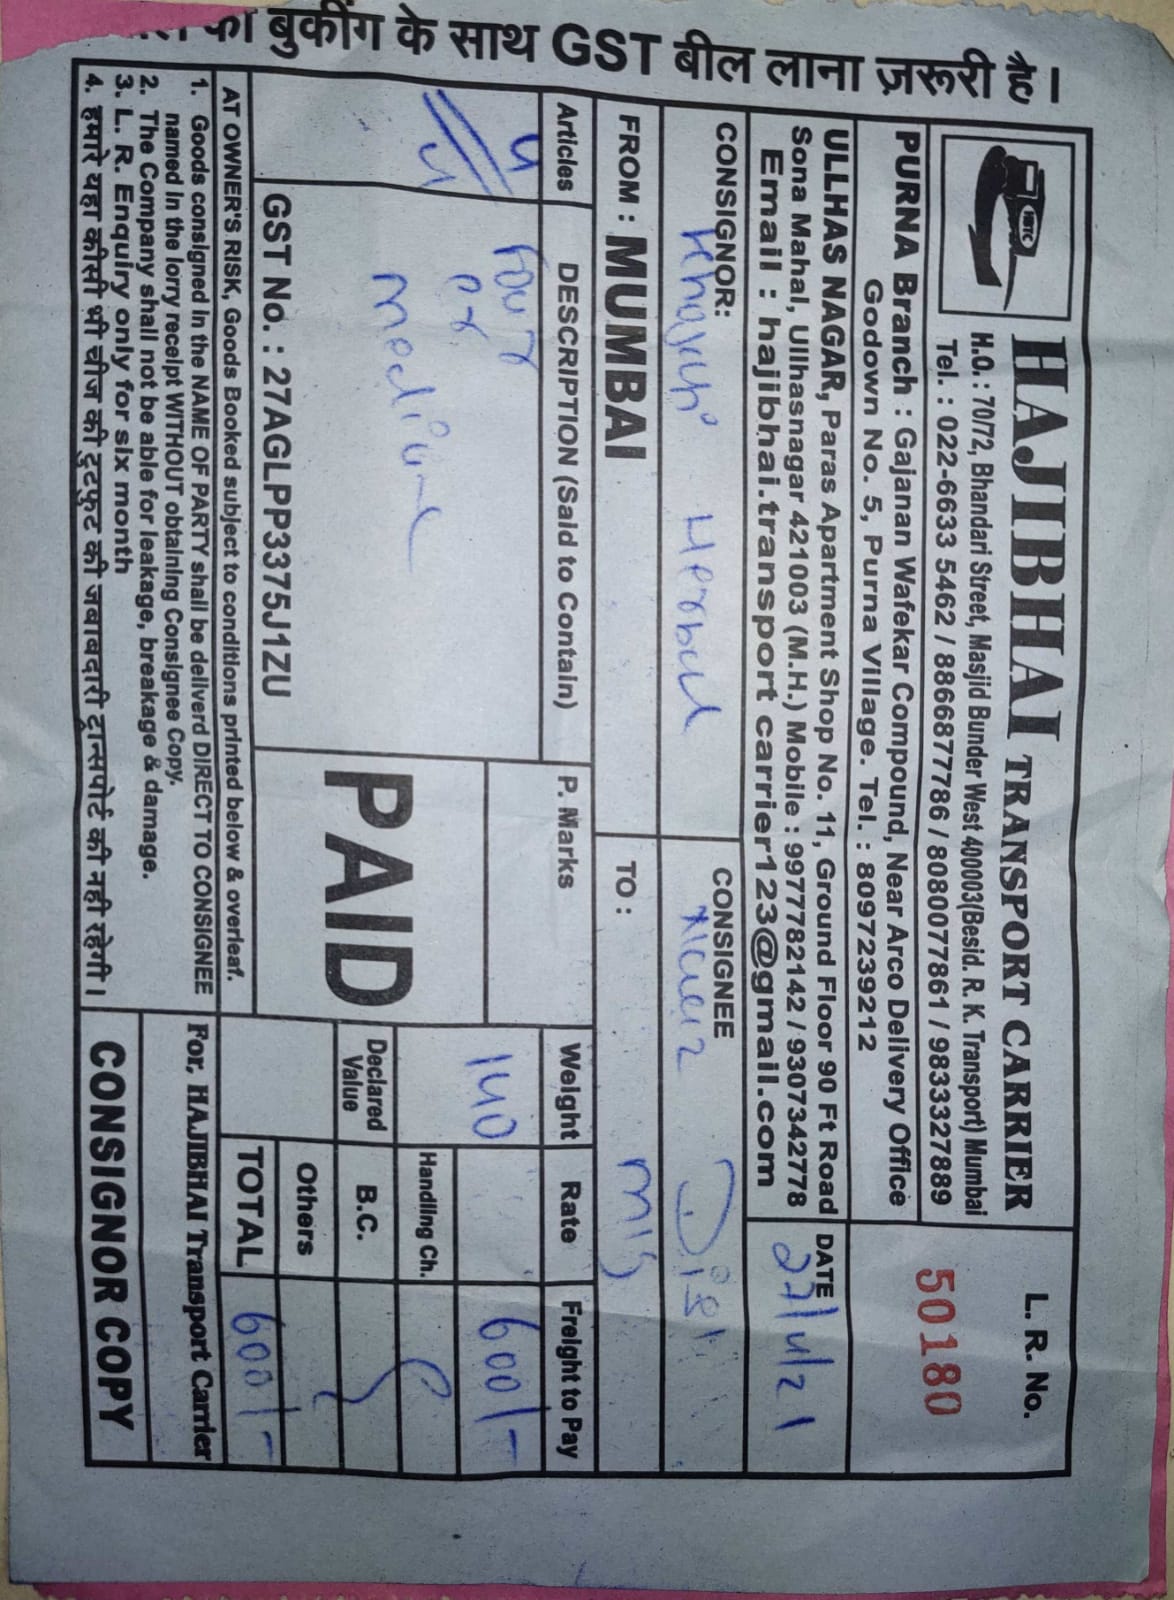 की बुकींग के साथ GST बील लाना ज़रूरी है।
HBTC
HAJIBHAI TRANSPORT CARRIER
H.O. : 70/72, Bhandari Street, Masjid Bunder West 400003(Besid. R. K. Transport) Mumbai
Tel. : 022-6633 5462 / 8866877786 / 8080077861 / 9833327889
L. R. No.
50180
PURNA Branch : Gajanan Wafekar Compound, Near Arco Delivery Office
Godown No. 5, Purna Village. Tel. : 8097239212
ULLHAS NAGAR, Paras Apartment Shop No. 11, Ground Floor 90 Ft Road
Sona Mahal, Ullhasnagar 421003 (M.H.) Mobile : 9977782142 / 9307342778
Email : hajibhai.transport carrier123@gmail.com
DATE
22/4/21
CONSIGNOR:
Herbal
CONSIGNEE
FROM : MUMBAI
TO :
Articles
DESCRIPTION (Said to Contain)
P. Marks
Weight
Rate
Freight to Pay
4
four
140
600/-
4
Px
Handling Ch.
medicine
PAID
Declared Value
B.C.
Others
GST No. : 27AGLPP3375J1ZU
TOTAL
600/-
AT OWNER'S RISK, Goods Booked subject to conditions printed below & overleaf.
1. Goods consigned in the NAME OF PARTY shall be deliverd DIRECT TO CONSIGNEE
named in the lorry receipt WITHOUT obtaining Consignee Copy.
2. The Company shall not be able for leakage, breakage & damage.
3. L. R. Enquiry only for six month
४. हमारे यहा कीसी भी चीज की टुटफुट की जवाबदारी ट्रान्सपोर्ट की नही रहेगी।
For, HAJIBHAI Transport Carrier
CONSIGNOR COPY